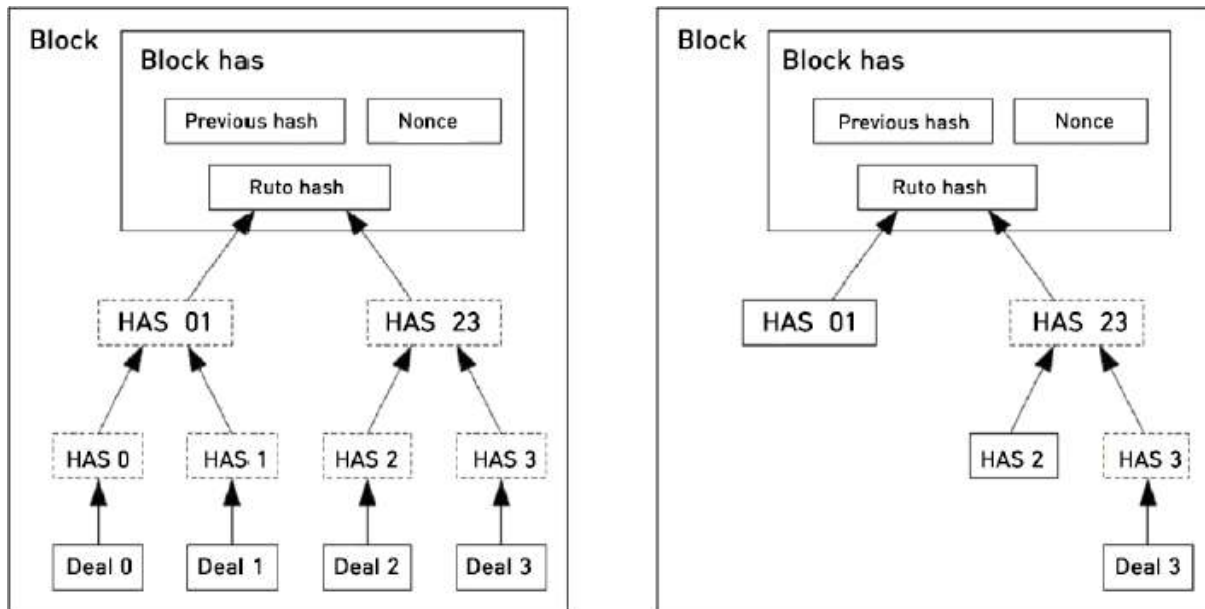 Block
Block has
Previous hash
Nonce
Ruto hash
HAS 01
HAS 23
HAS 0
HAS 1
HAS 2
HAS 3
Deal 0
Deal 1
Deal 2
Deal 3
Block
Block has
Previous hash
Nonce
Ruto hash
HAS 01
HAS 23
HAS 2
HAS 3
Deal 3